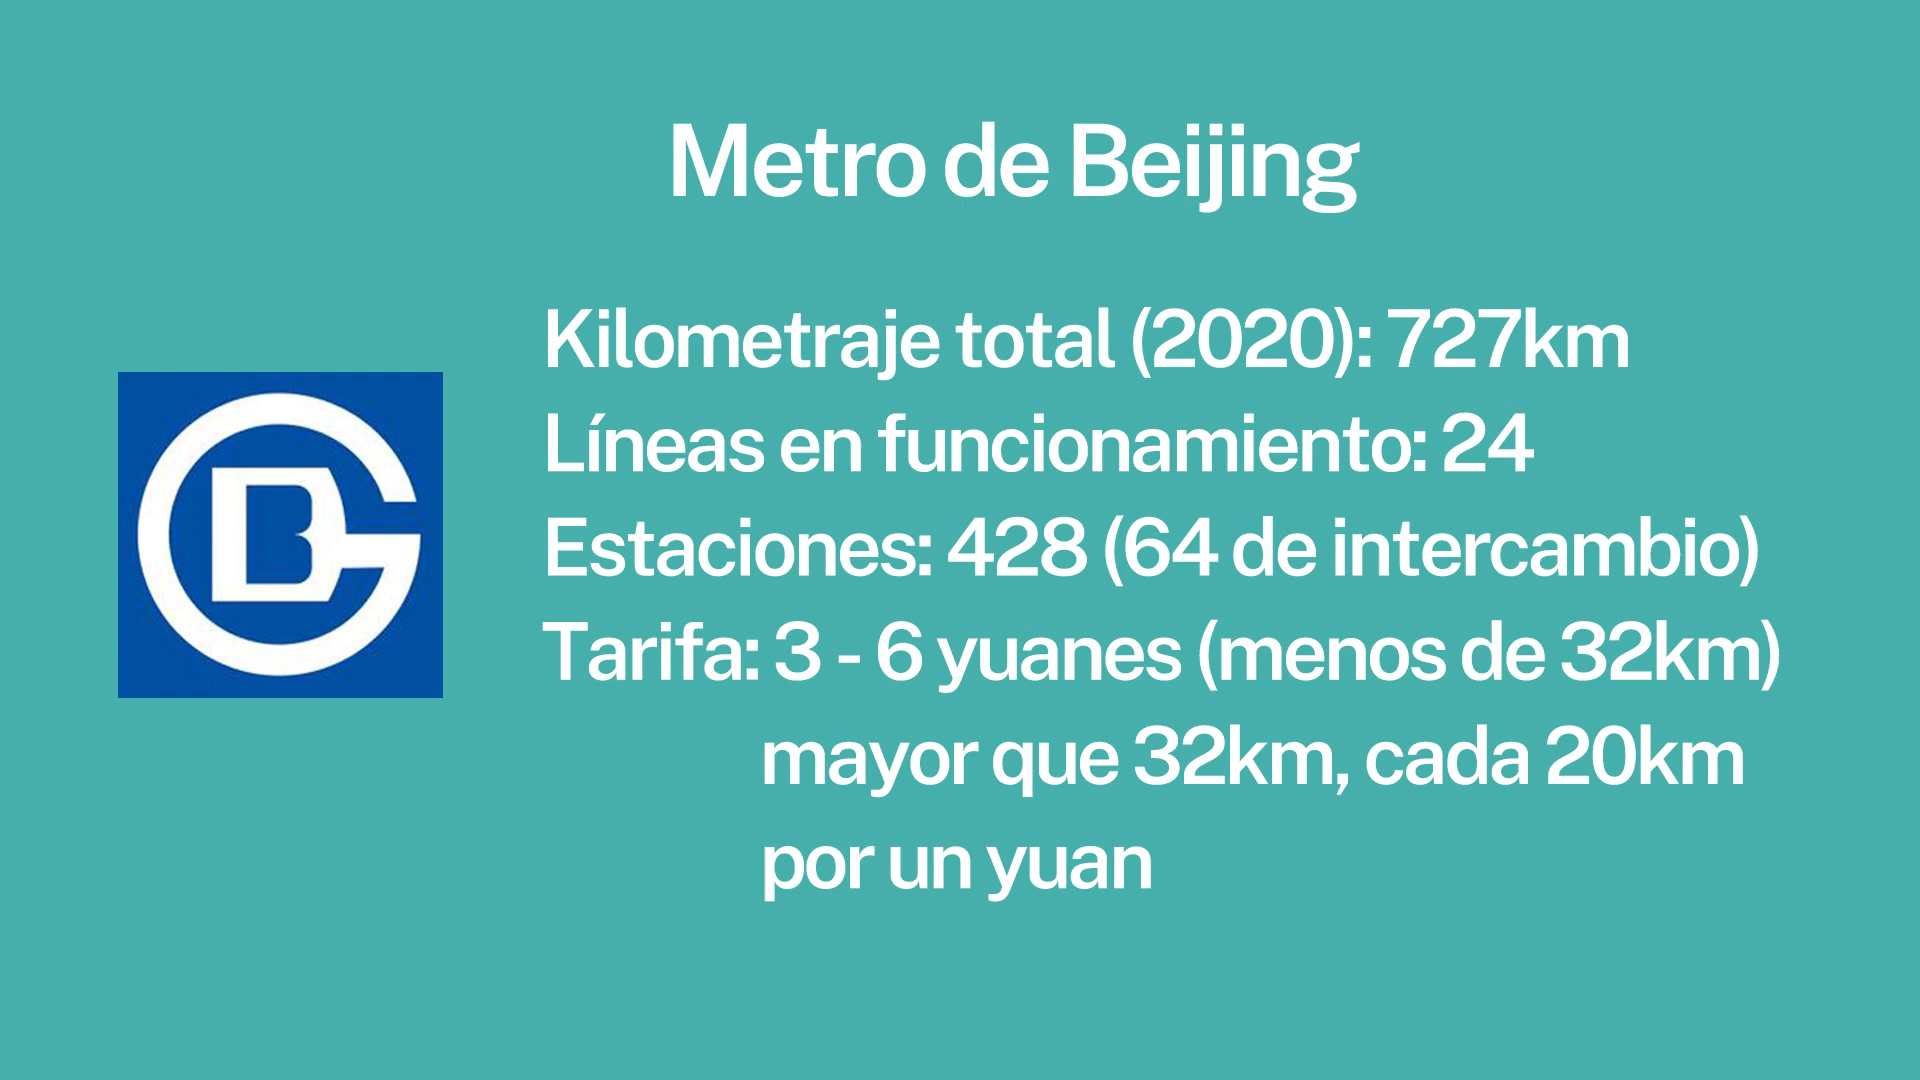 Metro de Beijing
Kilometraje total (2020): 727km
Líneas en funcionamiento: 24
Estaciones: 428 (64 de intercambio)
Tarifa: 3 - 6 yuanes (menos de 32km)
mayor que 32km, cada 20km
por un yuan